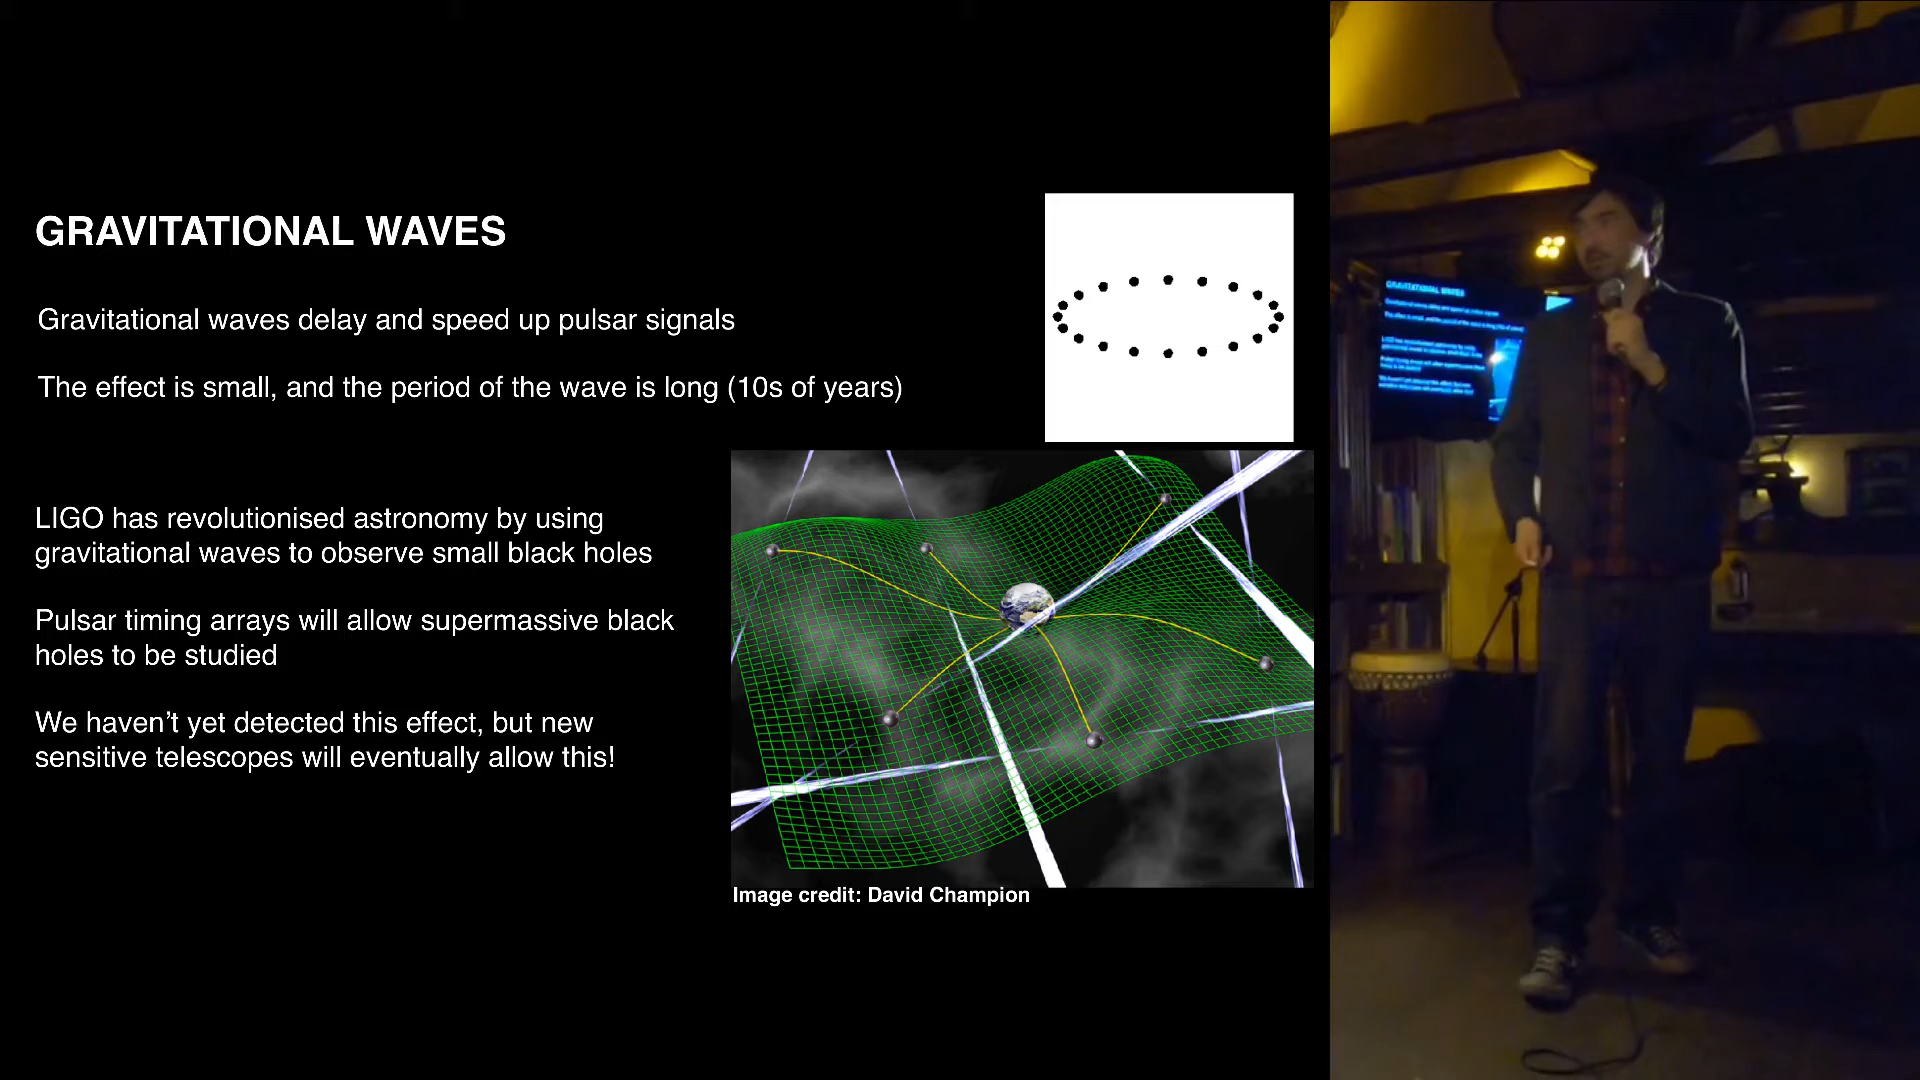 GRAVITATIONAL WAVES
Gravitational waves delay and speed up pulsar signals
The effect is small, and the period of the wave is long (10s of years)
LIGO has revolutionised astronomy by using
gravitational waves to observe small black holes
Pulsar timing arrays will allow supermassive black
holes to be studied
We haven’t yet detected this effect, but new
sensitive telescopes will eventually allow this!
Image credit: David Champion
GRAVITATIONAL WAVES